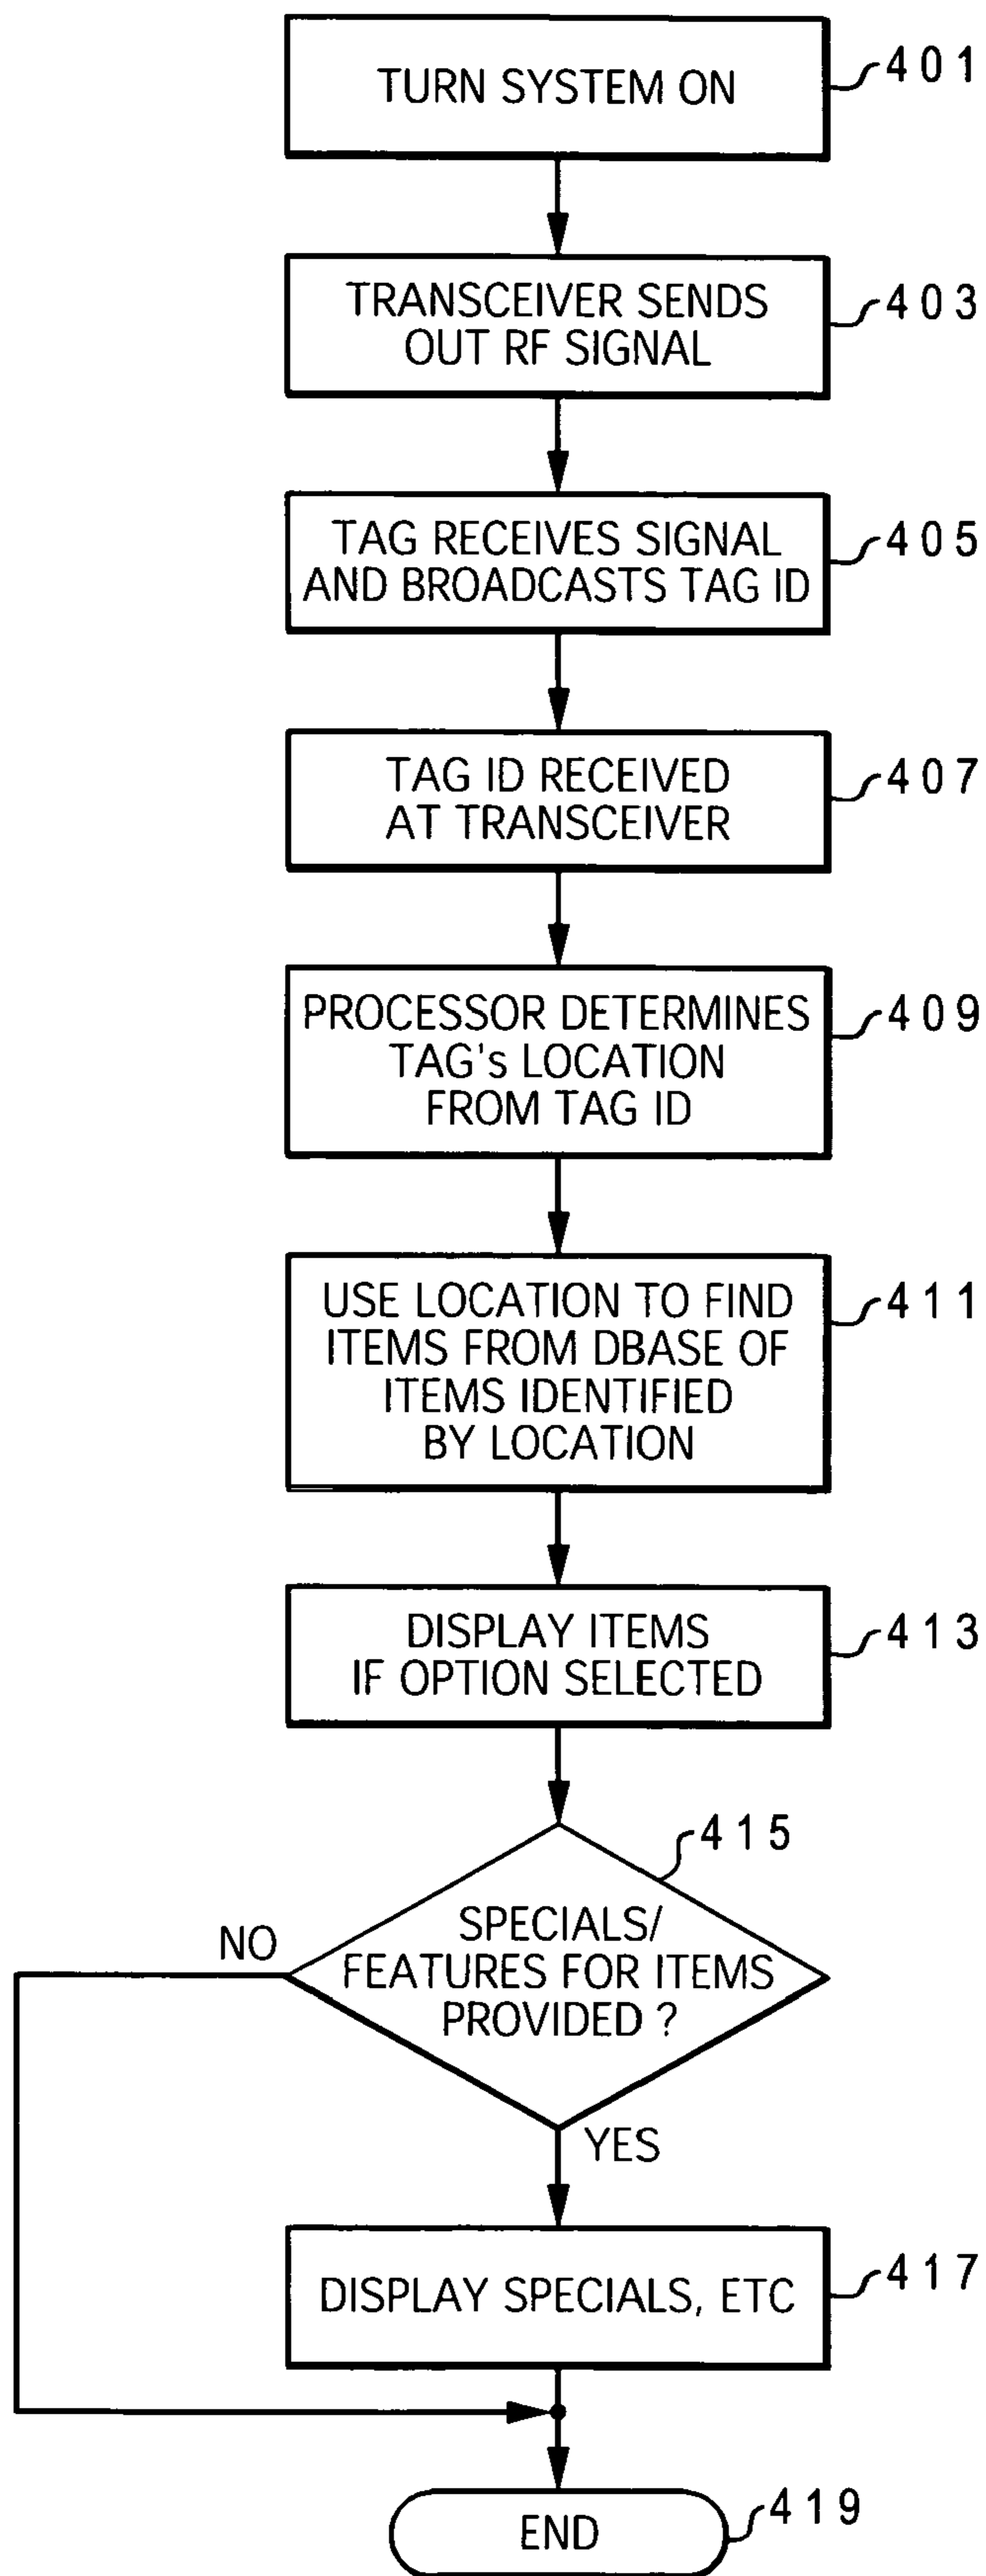 TURN SYSTEM ON
401
TRANSCEIVER SENDS
OUT RF SIGNAL
403
TAG RECEIVES SIGNAL
AND BROADCASTS TAG ID
405
TAG ID RECEIVED
AT TRANSCEIVER
407
PROCESSOR DETERMINES
TAG's LOCATION
FROM TAG ID
409
USE LOCATION TO FIND
ITEMS FROM DBASE OF
ITEMS IDENTIFIED
BY LOCATION
411
DISPLAY ITEMS
IF OPTION SELECTED
413
415
SPECIALS/
FEATURES FOR ITEMS
PROVIDED ?
NO
YES
DISPLAY SPECIALS, ETC
417
END
419